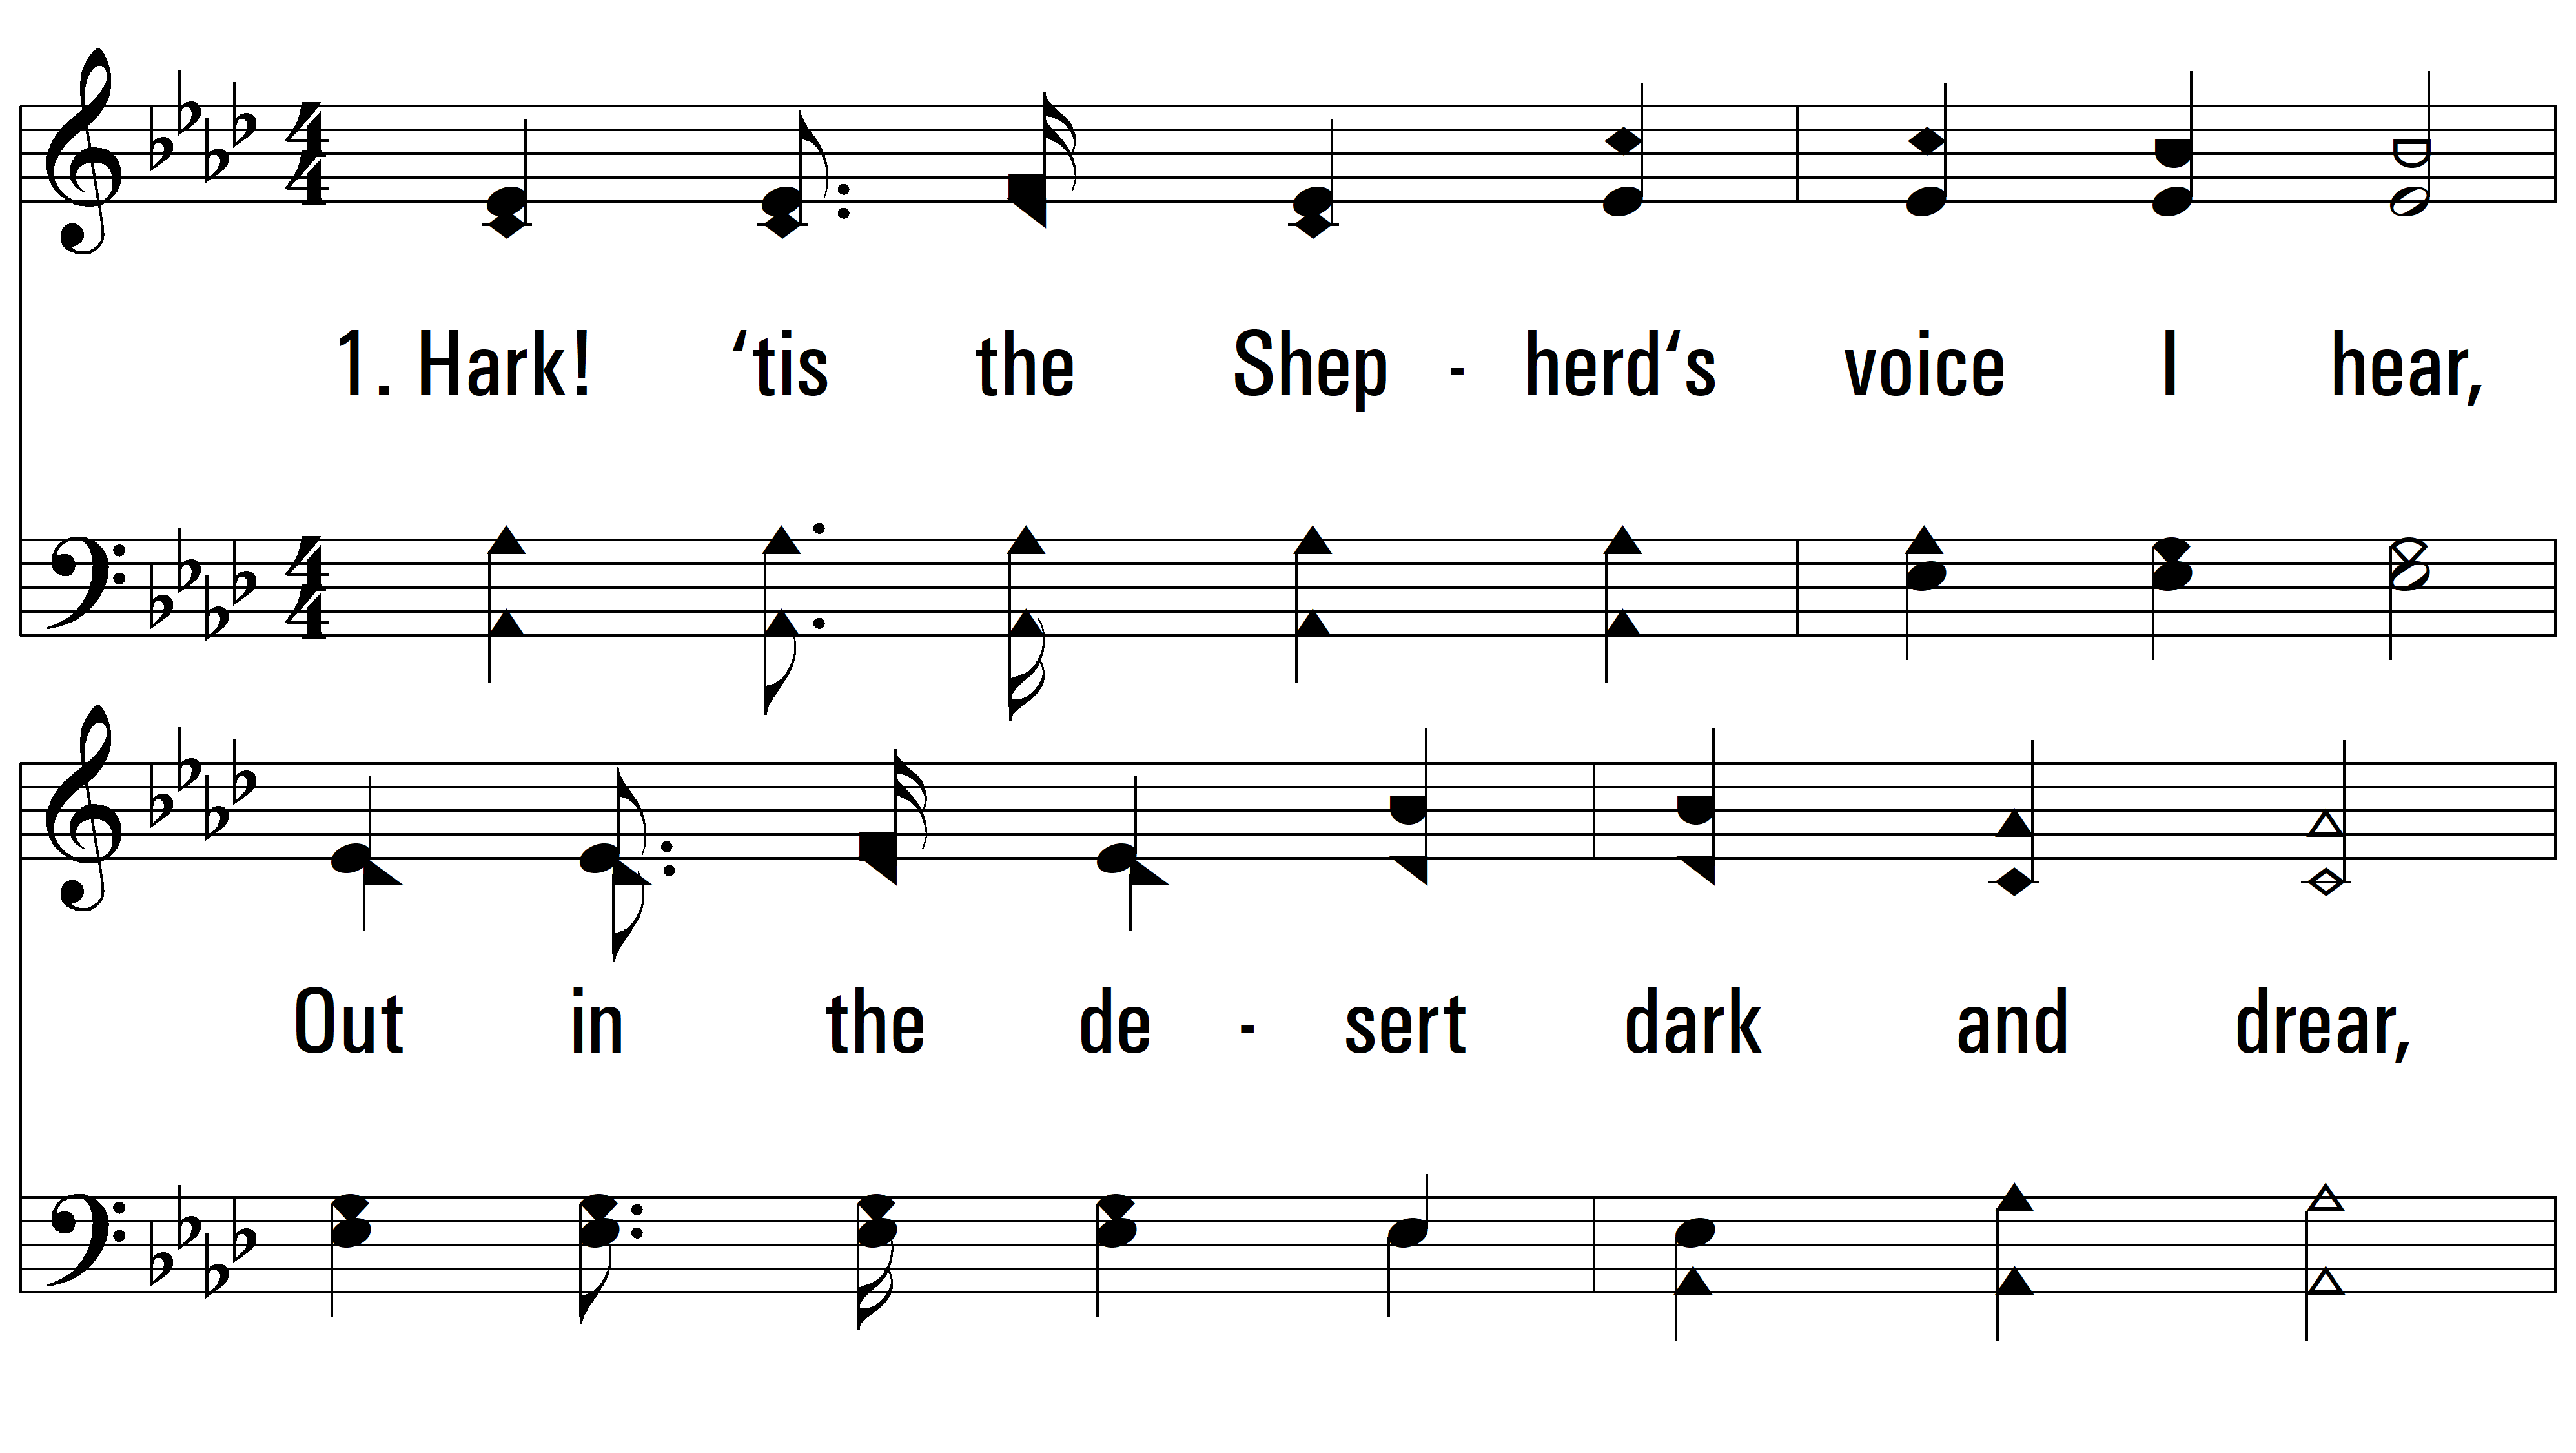 1. Hark! ‘tis the Shep - herd‘s voice I hear,
Out in the de - sert dark and drear,